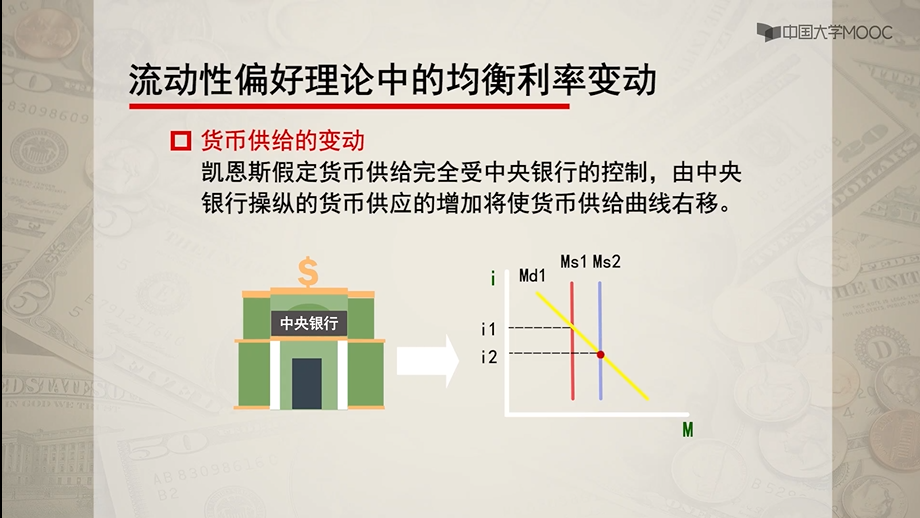 中国大学MOOC
流动性偏好理论中的均衡利率变动
货币供给的变动
凯恩斯假定货币供给完全受中央银行的控制，由中央
银行操纵的货币供应的增加将使货币供给曲线右移。
$
中央银行
i
Md1
Ms1 Ms2
i1
i2
M